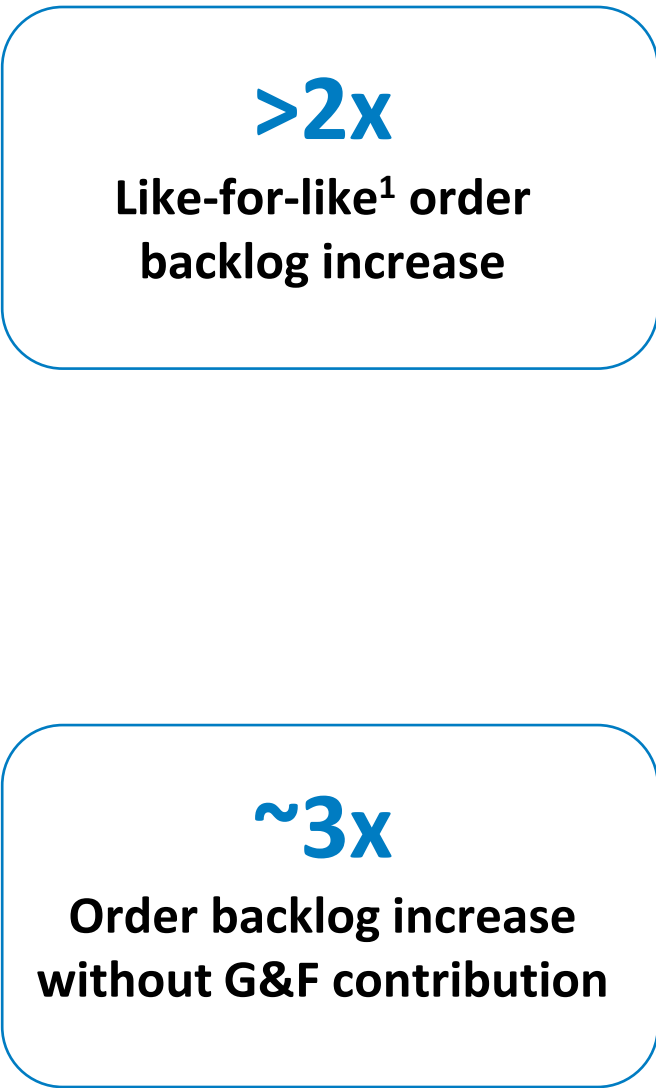 >2x
Like-for-like¹ order
backlog increase
~3x
Order backlog increase
without G&F contribution